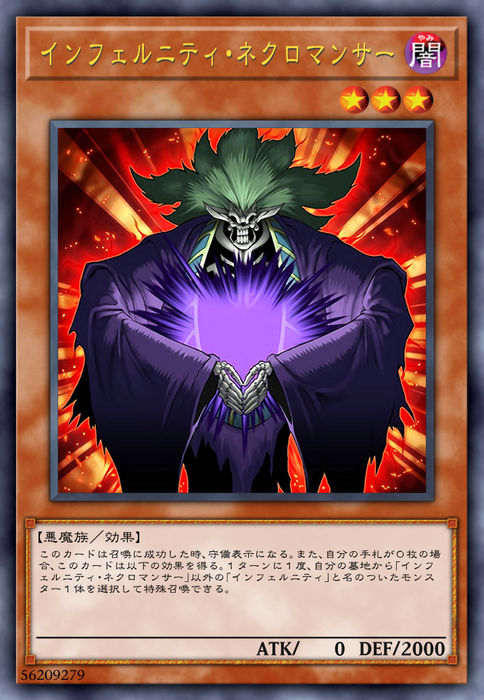 インフェルニティ・ネクロマンサー
やみ
闇
【悪魔族／効果】
このカードは召喚に成功した時、守備表示になる。また、自分の手札が０枚の場
合、このカードは以下の効果を得る。１ターンに１度、自分の墓地から「インフ
ェルニティ・ネクロマンサー」以外の「インフェルニティ」と名のついたモンス
ター１体を選択して特殊召喚できる。
ATK/ 0 DEF/2000
56209279